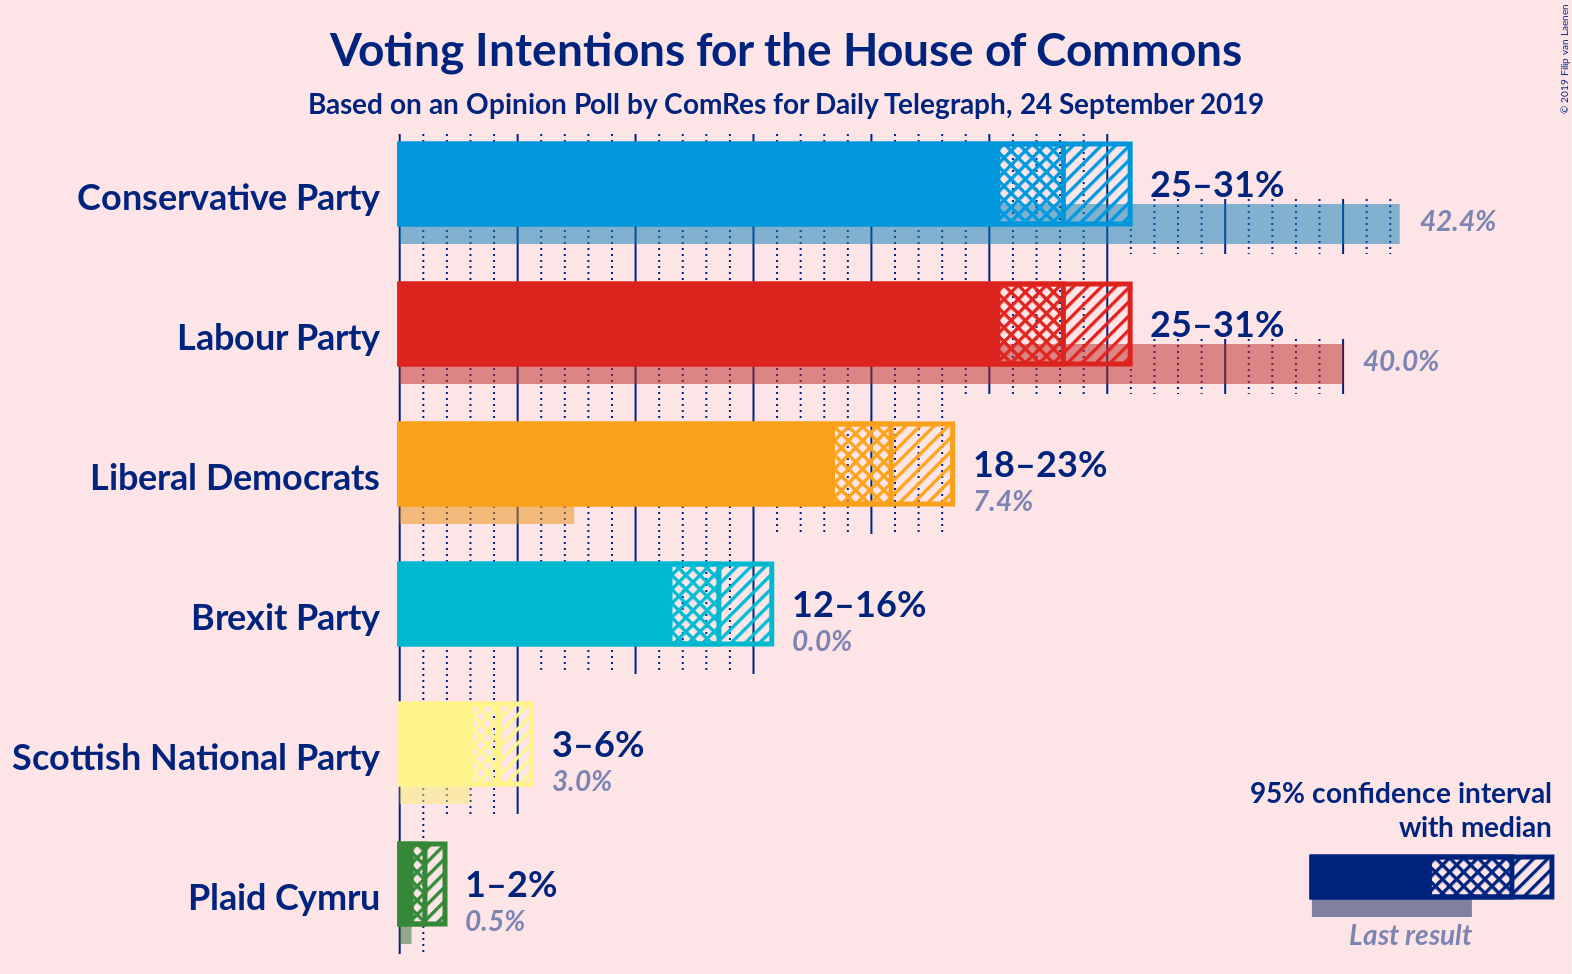 Voting Intentions for the House of Commons
Based on an Opinion Poll by ComRes for Daily Telegraph, 24 September 2019
© 2019 Filip van Laenen
Conservative Party
25–31%
42.4%
Labour Party
25–31%
40.0%
Liberal Democrats
18–23%
7.4%
Brexit Party
12–16%
0.0%
Scottish National Party
3–6%
3.0%
Plaid Cymru
1–2%
0.5%
95% confidence interval
with median
Last result